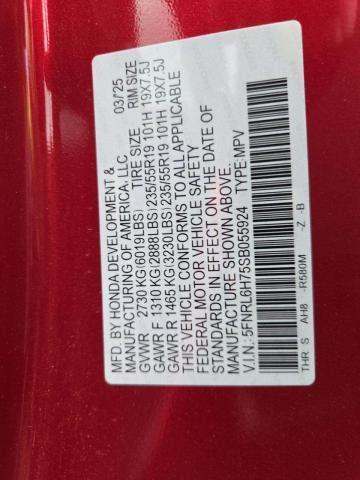 MFD. BY HONDA DEVELOPMENT & 03/25
MANUFACTURING OF AMERICA, LLC
GVWR 2730 KG(6019LBS) TIRE SIZE RIM SIZE
GAWR F 1310 KG(2888LBS) 235/55R19 101H 19X7.5J
GAWR R 1465 KG(3230LBS) 235/55R19 101H 19X7.5J
THIS VEHICLE CONFORMS TO ALL APPLICABLE
FEDERAL MOTOR VEHICLE SAFETY
STANDARDS IN EFFECT ON THE DATE OF
MANUFACTURE SHOWN ABOVE.
V.I.N.: 5FNRL6H75SB055924 TYPE: MPV
THR S AH8 -R580M -Z -B